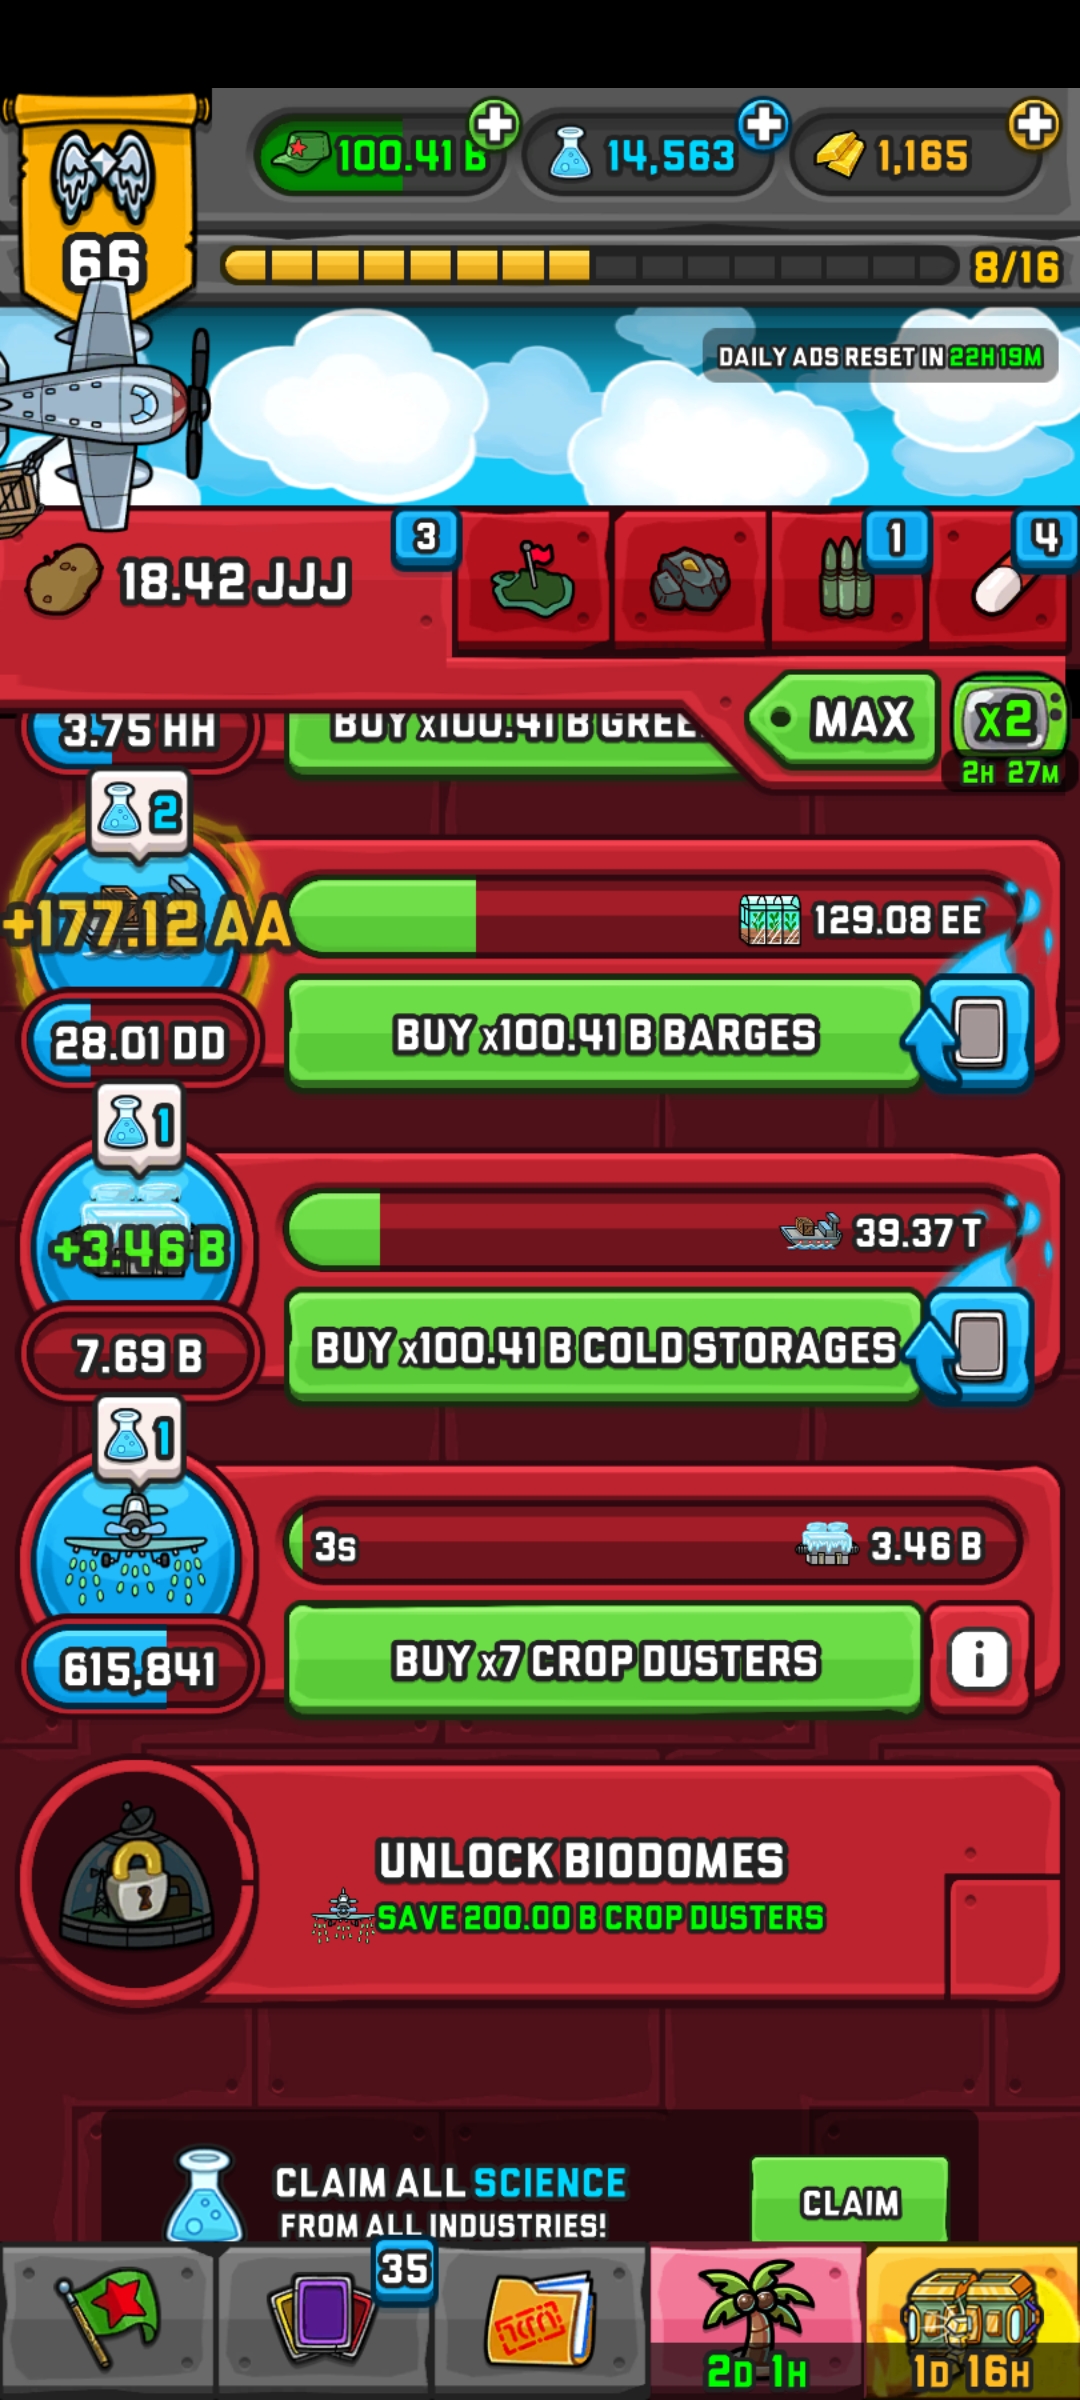 100.41 B
14,563
1,165
66
8/16
DAILY ADS RESET IN 22H 19M
18.42 JJJ
3
1
4
MAX
x2
2H 27M
3.75 HH
BUY x100.41 B GREE
2
+177.12 AA
129.08 EE
28.01 DD
BUY x100.41 B BARGES
1
+3.46 B
39.37 T
7.69 B
BUY x100.41 B COLD STORAGES
1
3s
3.46 B
615,841
BUY x7 CROP DUSTERS
i
UNLOCK BIODOMES
SAVE 200.00 B CROP DUSTERS
CLAIM ALL SCIENCE
FROM ALL INDUSTRIES!
CLAIM
35
2D 1H
1D 16H